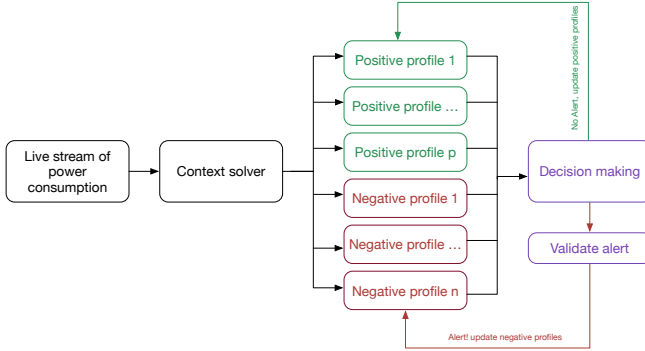 Live stream of
power
consumption
Context solver
Positive profile 1
Positive profile ...
Positive profile p
Negative profile 1
Negative profile ...
Negative profile n
No Alert, update positive profiles
Decision making
Validate alert
Alert! update negative profiles